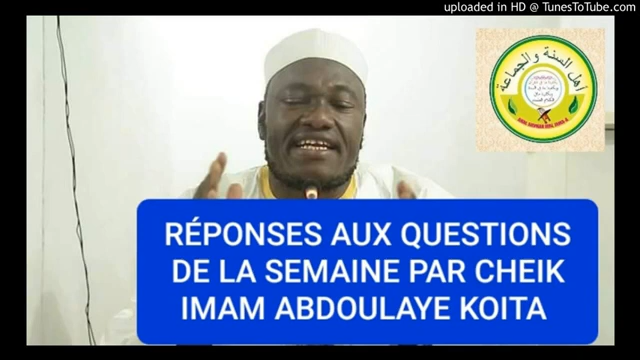 uploaded in HD @ TunesToTube.com
أهل السنة والجماعة
RÉPONSES AUX QUESTIONS
DE LA SEMAINE PAR CHEIK
IMAM ABDOULAYE KOITA